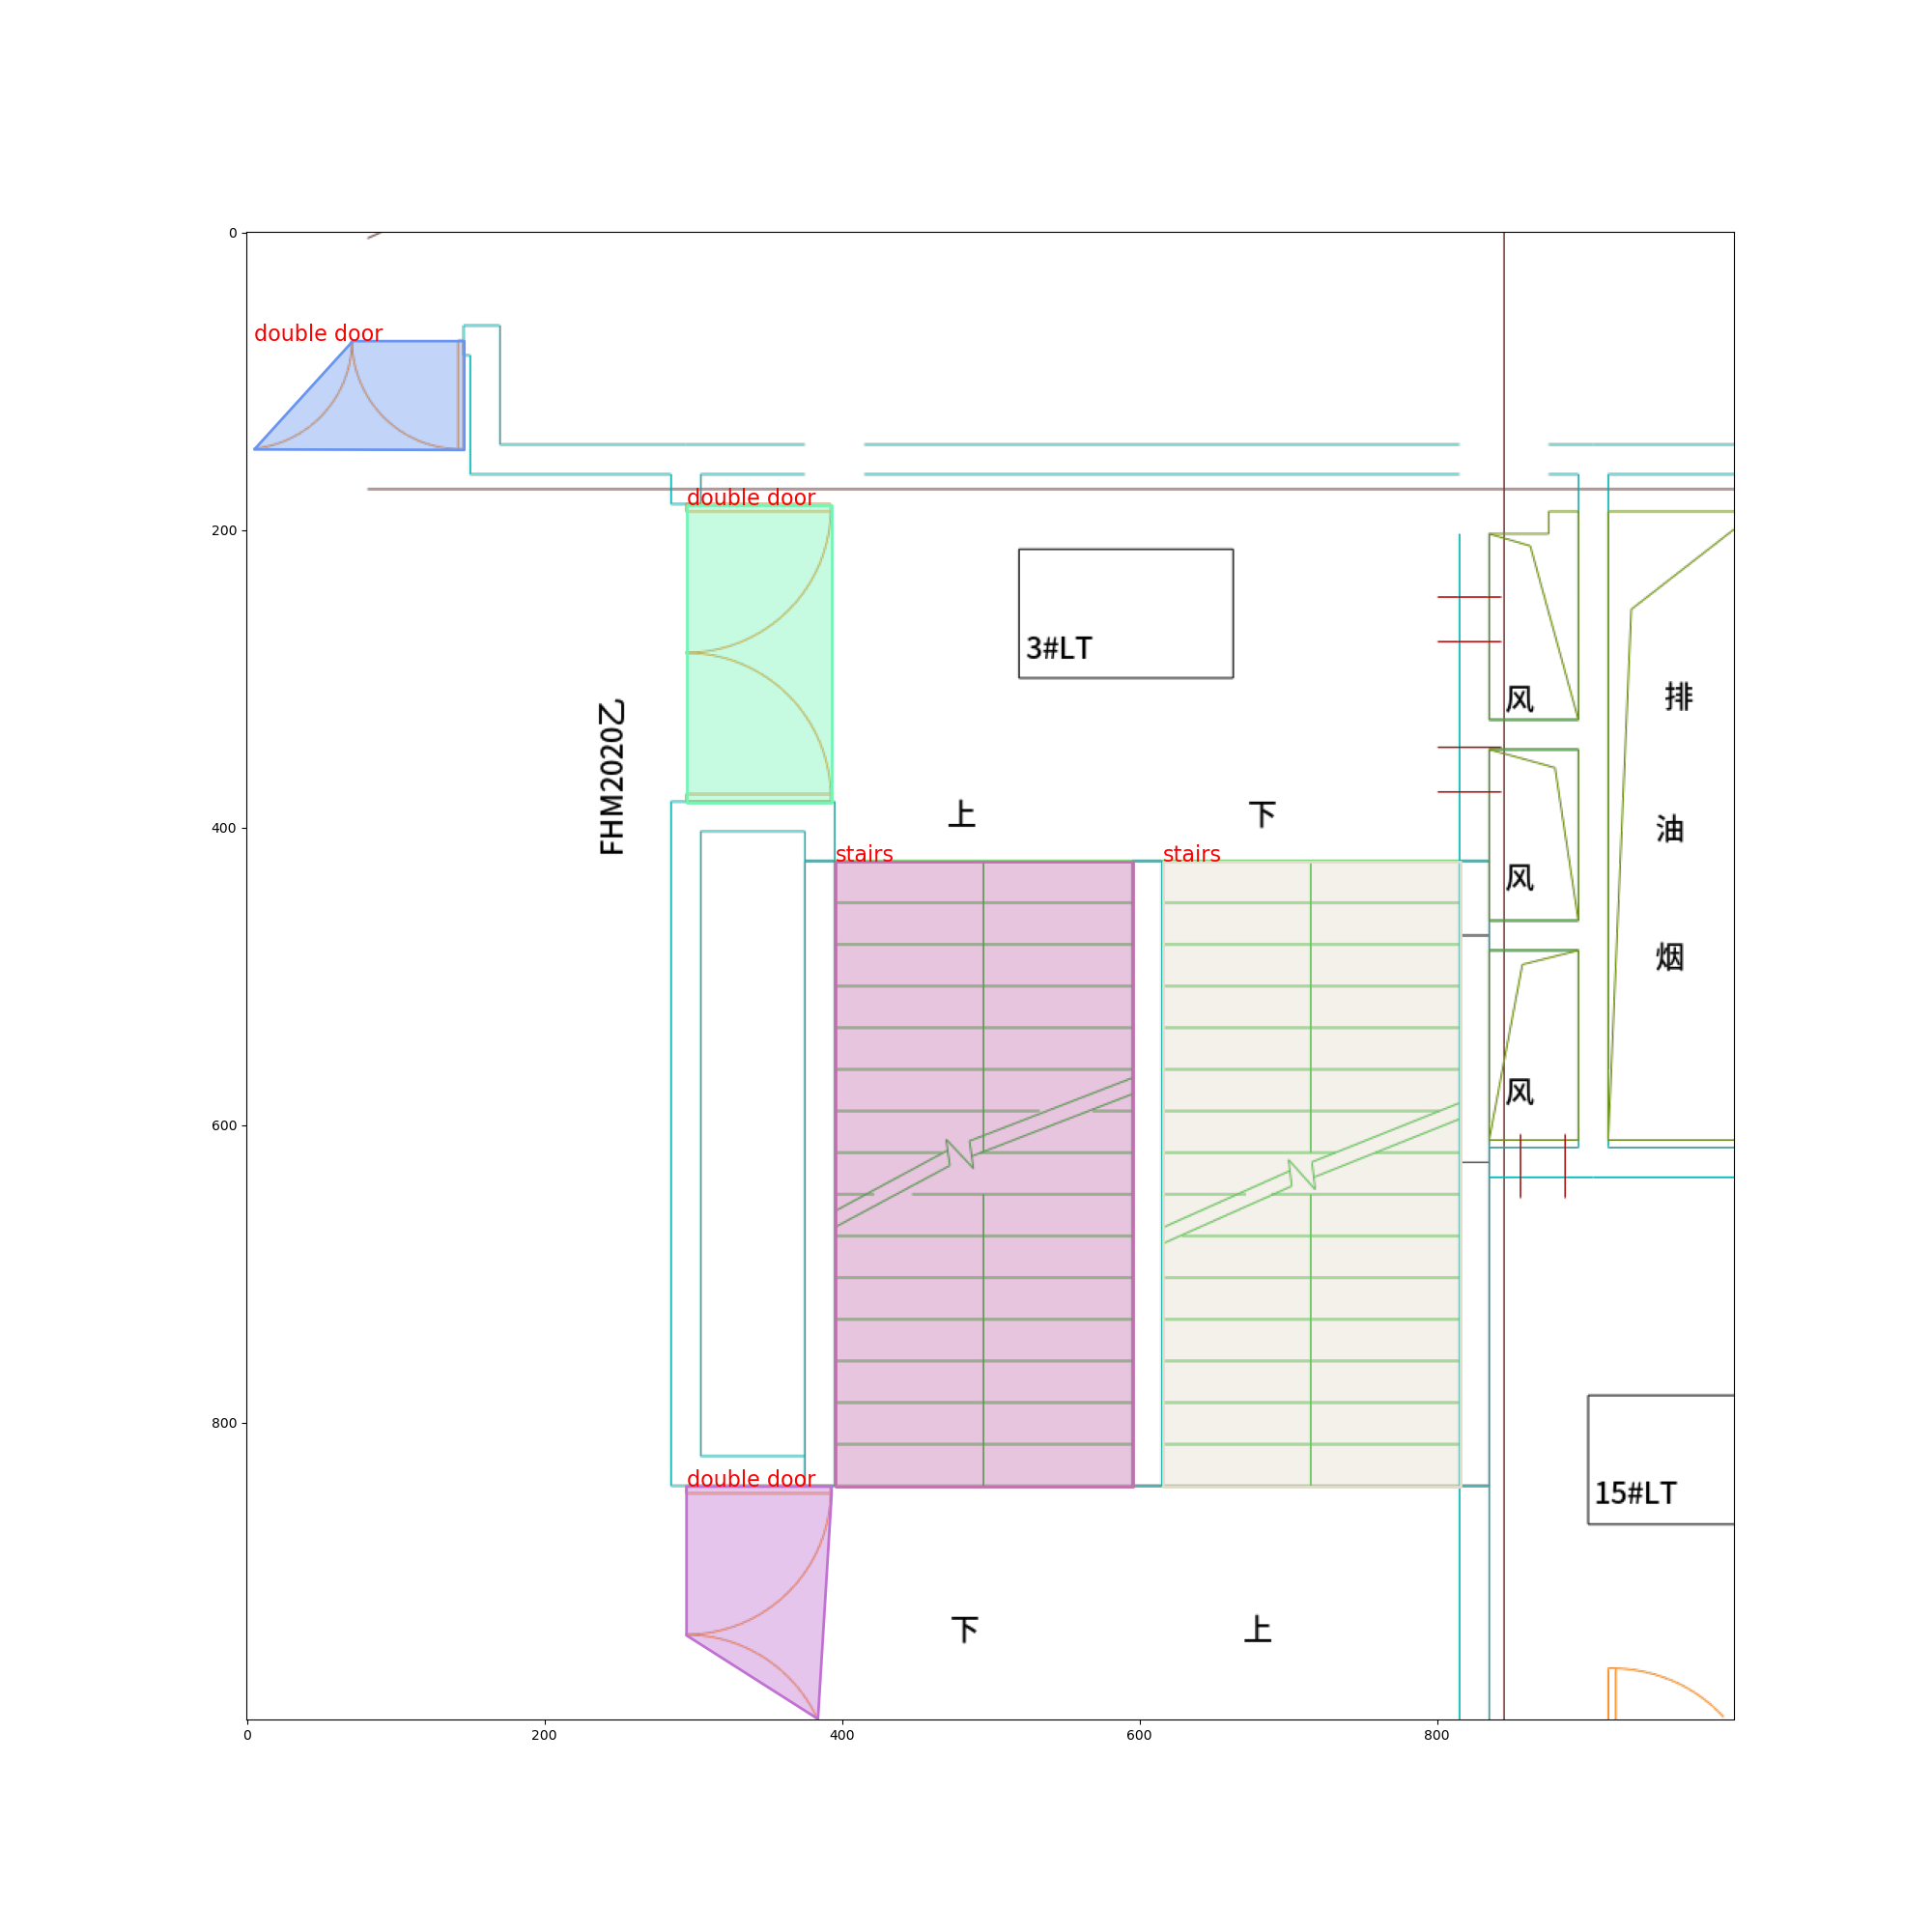 0
double door
double door
200
3#LT
排
风
FHM2020乙
上
下
油
400
stairs
stairs
风
烟
风
600
800
double door
15#LT
下
上
0
200
400
600
800